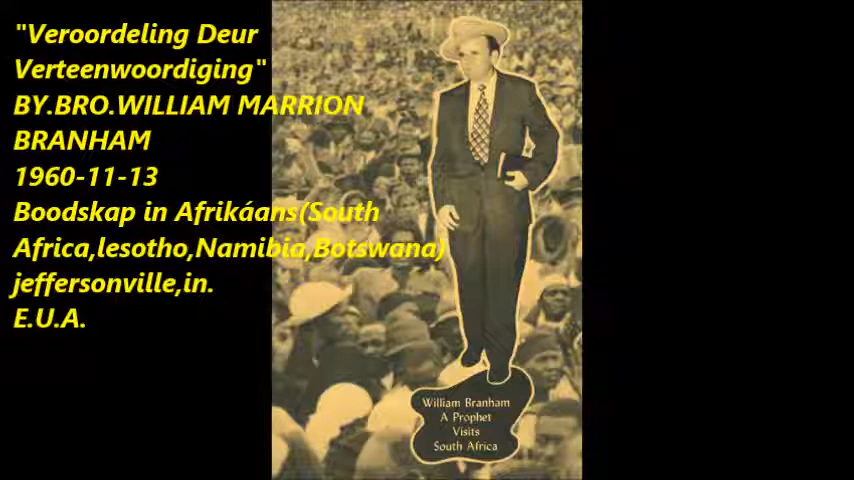 "Veroordeling Deur
Verteenwoordiging"
BY.BRO.WILLIAM MARRION
BRANHAM
1960-11-13
Boodskap in Afrikáans(South
Africa,lesotho,Namibia,Botswana)
jeffersonville,in.
E.U.A.
William Branham
A Prophet
Visits
South Africa